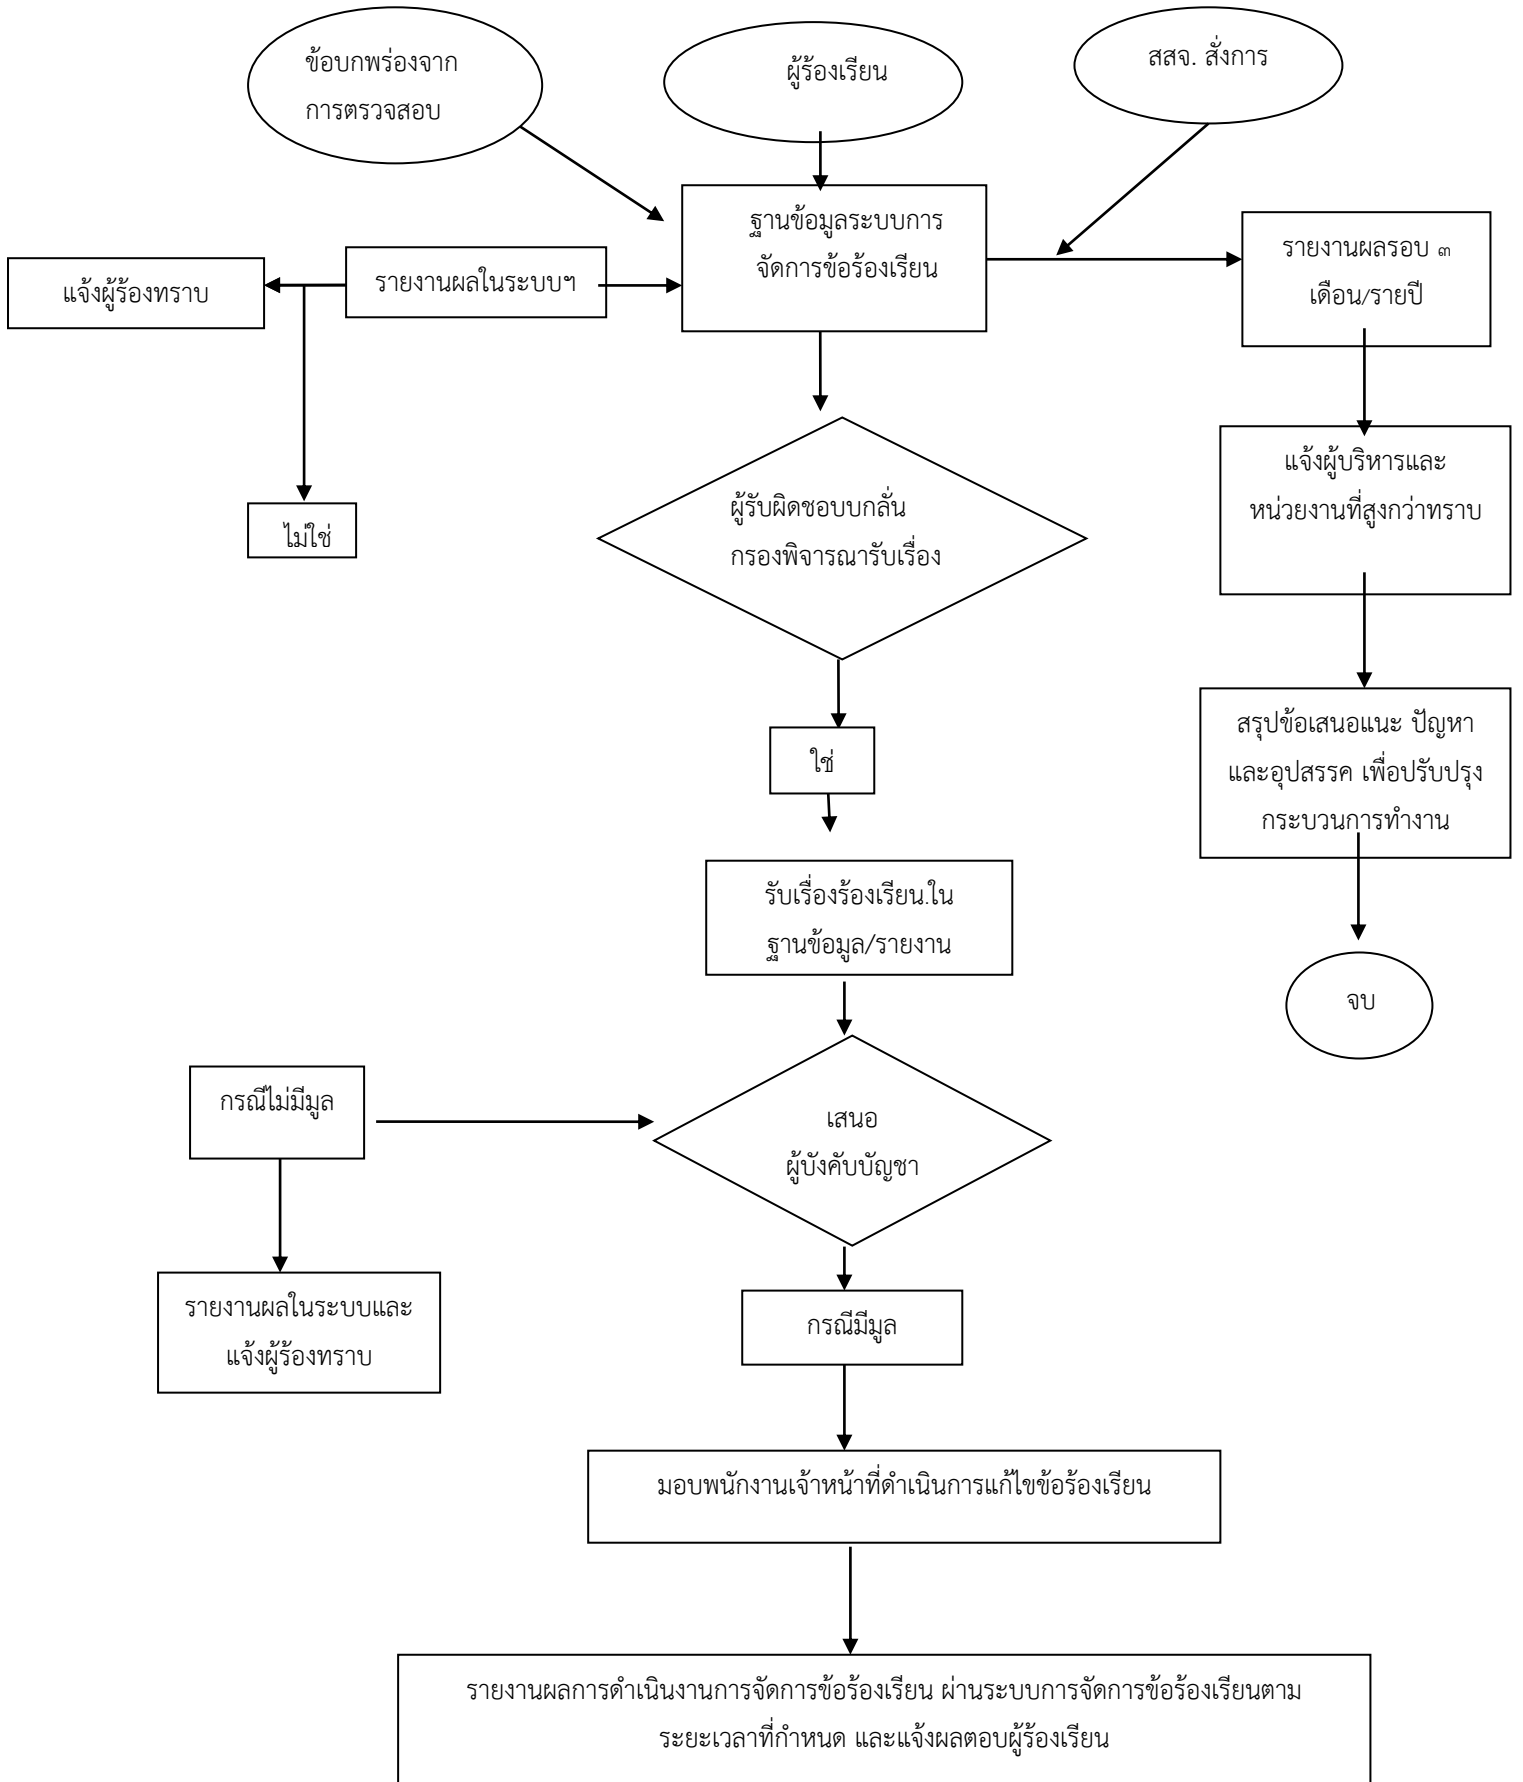 ข้อบกพร่องจาก
การตรวจสอบ
ผู้ร้องเรียน
สสจ. สั่งการ
ฐานข้อมูลระบบการ
จัดการข้อร้องเรียน
รายงานผลรอบ ๓
เดือน/รายปี
รายงานผลในระบบฯ
แจ้งผู้ร้องทราบ
ไม่ใช่
ผู้รับผิดชอบบกลั่น
กรองพิจารณารับเรื่อง
แจ้งผู้บริหารและ
หน่วยงานที่สูงกว่าทราบ
สรุปข้อเสนอแนะ ปัญหา
และอุปสรรค เพื่อปรับปรุง
กระบวนการทำงาน
ใช่
รับเรื่องร้องเรียน.ใน
ฐานข้อมูล/รายงาน
จบ
กรณีไม่มีมูล
เสนอ
ผู้บังคับบัญชา
รายงานผลในระบบและ
แจ้งผู้ร้องทราบ
กรณีมีมูล
มอบพนักงานเจ้าหน้าที่ดำเนินการแก้ไขข้อร้องเรียน
รายงานผลการดำเนินงานการจัดการข้อร้องเรียน ผ่านระบบการจัดการข้อร้องเรียนตาม
ระยะเวลาที่กำหนด และแจ้งผลตอบผู้ร้องเรียน